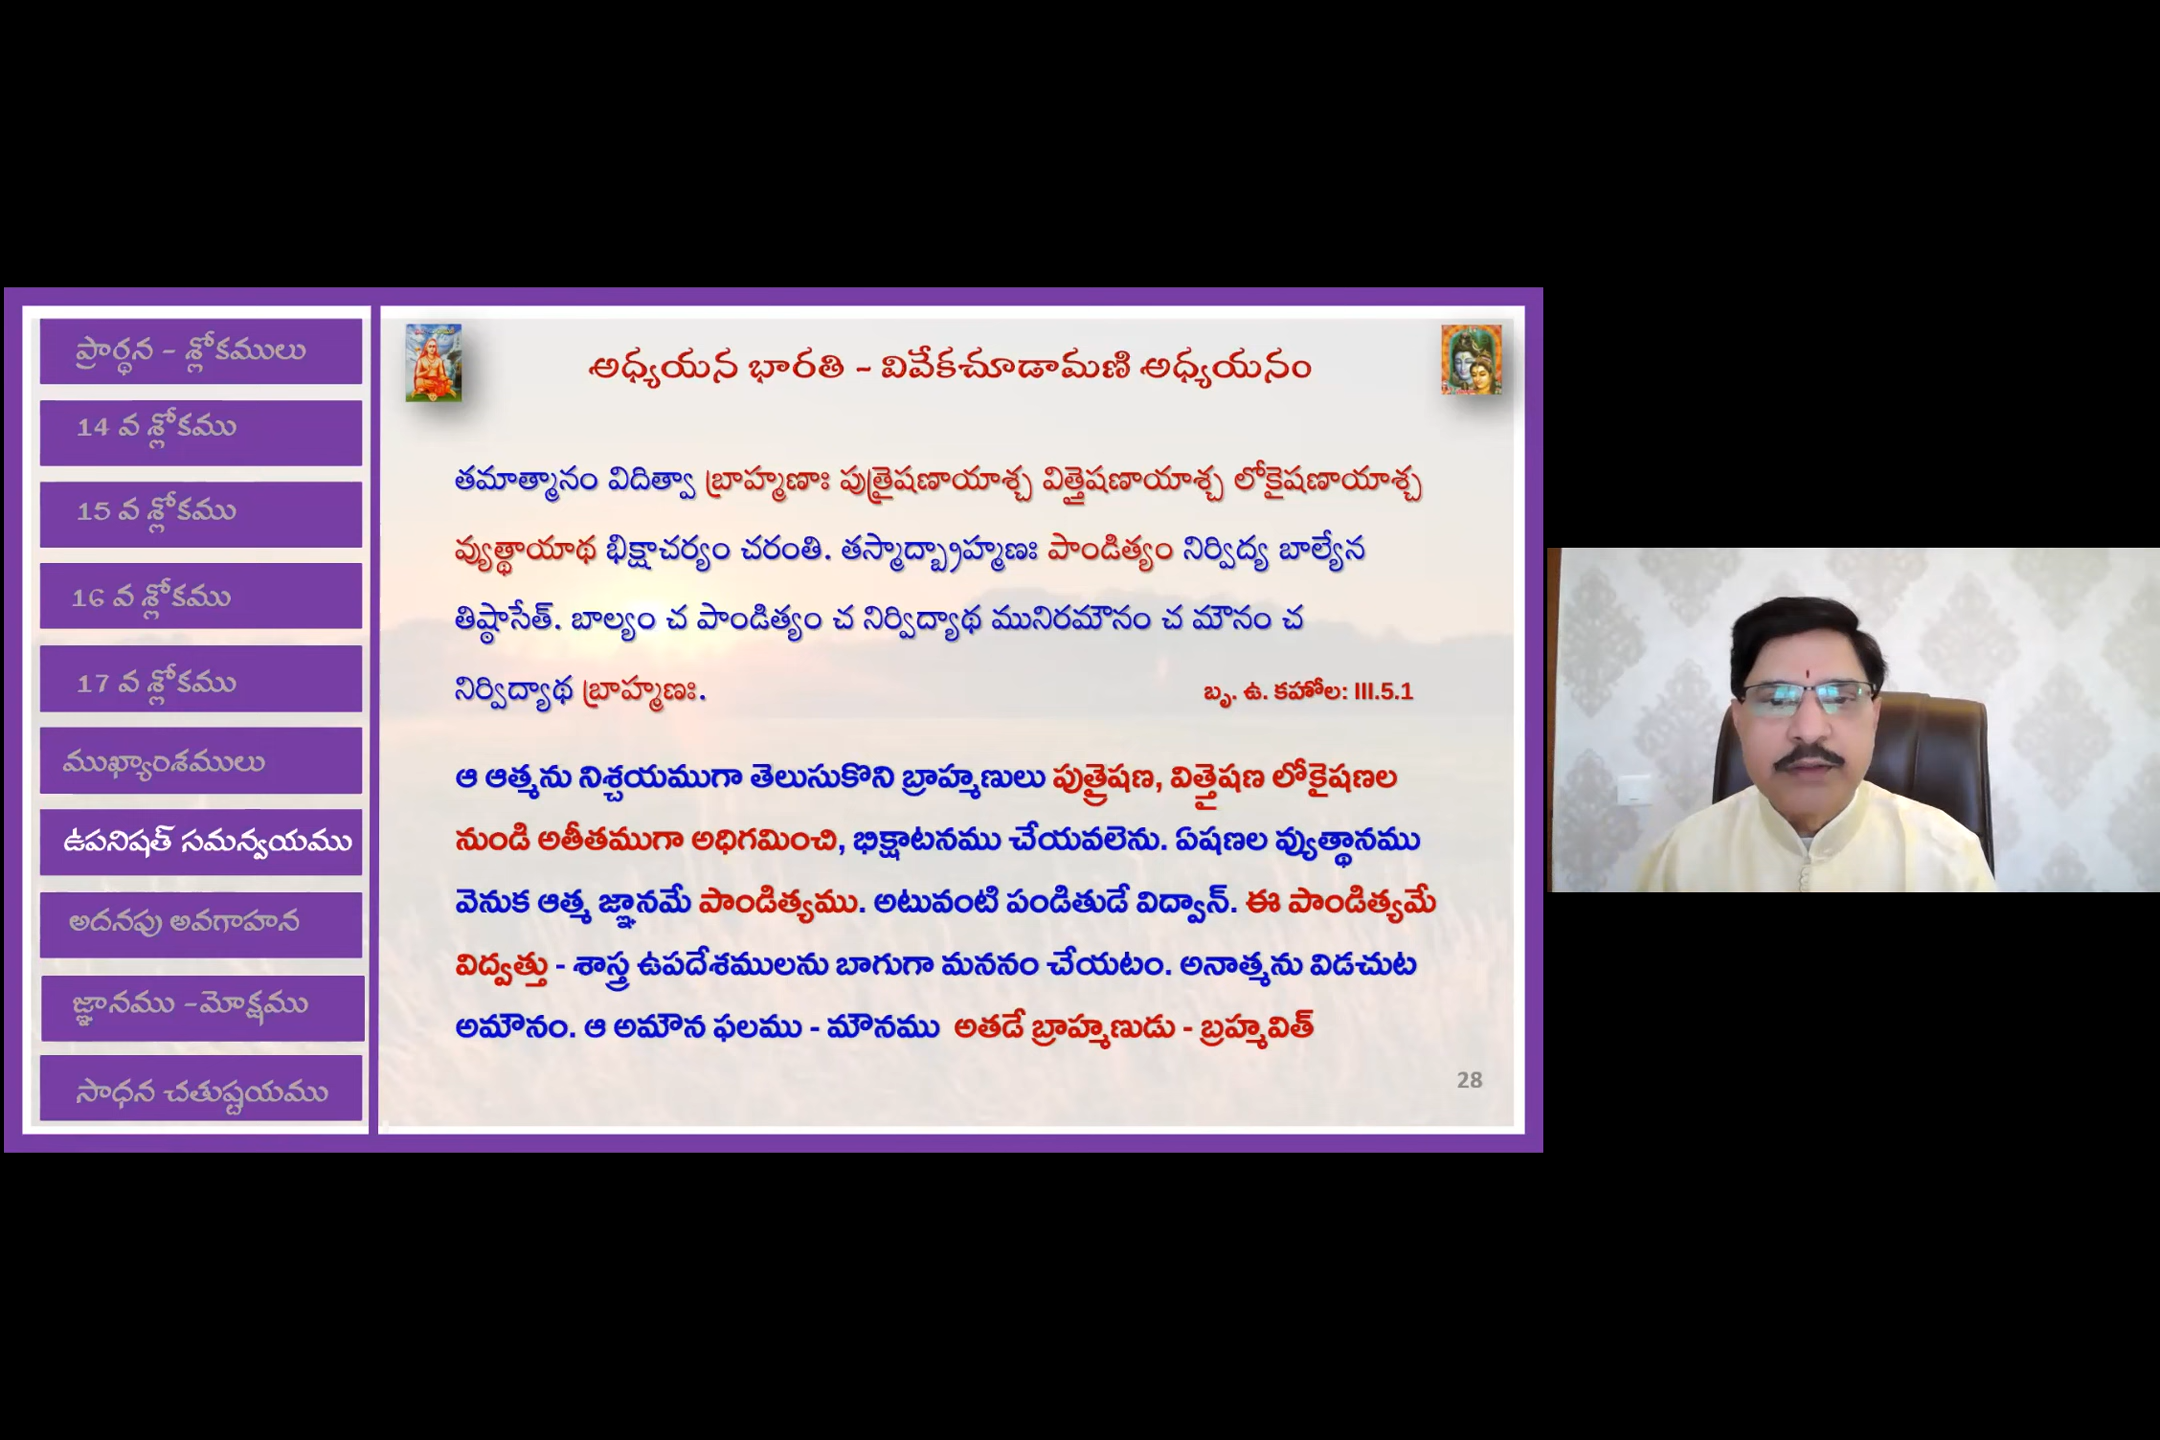 ప్రార్థన – శ్లోకములు
14 వ శ్లోకము
15 వ శ్లోకము
16 వ శ్లోకము
17 వ శ్లోకము
ముఖ్యాంశములు
ఉపనిషత్ సమన్వయము
అదనపు అవగాహన
జ్ఞానము –మోక్షము
సాధన చతుష్టయము
అధ్యయన భారతి – వివేకచూడామణి అధ్యయనం
తమాత్మానం విదిత్వా బ్రాహ్మణాః పుత్రైషణాయాశ్చ విత్తైషణాయాశ్చ లోకైషణాయాశ్చ
వ్యుత్థాయాథ భిక్షాచర్యం చరంతి. తస్మాద్బ్రాహ్మణః పాండిత్యం నిర్విద్య బాల్యేన
తిష్ఠాసేత్. బాల్యం చ పాండిత్యం చ నిర్విద్యాథ మునిరమౌనం చ మౌనం చ
నిర్విద్యాథ బ్రాహ్మణః. బృ. ఉ. కహోల: III.5.1
ఆ ఆత్మను నిశ్చయముగా తెలుసుకొని బ్రాహ్మణులు పుత్రైషణ, విత్తైషణ లోకైషణల
నుండి అతీతముగా అధిగమించి, భిక్షాటనము చేయవలెను. ఏషణల వ్యుత్థానము
వెనుక ఆత్మ జ్ఞానమే పాండిత్యము. అటువంటి పండితుడే విద్వాన్. ఈ పాండిత్యమే
విద్వత్తు - శాస్త్ర ఉపదేశములను బాగుగా మననం చేయటం. అనాత్మను విడచుట
అమౌనం. ఆ అమౌన ఫలము - మౌనము అతడే బ్రాహ్మణుడు - బ్రహ్మవిత్
28